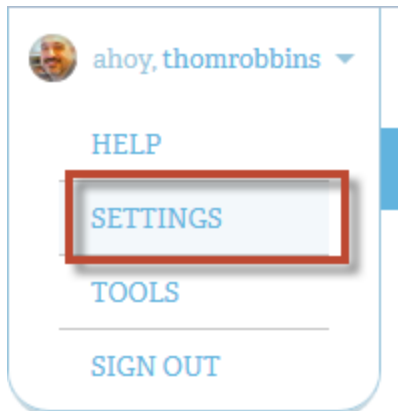 ahoy, thomrobbins
HELP
SETTINGS
TOOLS
SIGN OUT